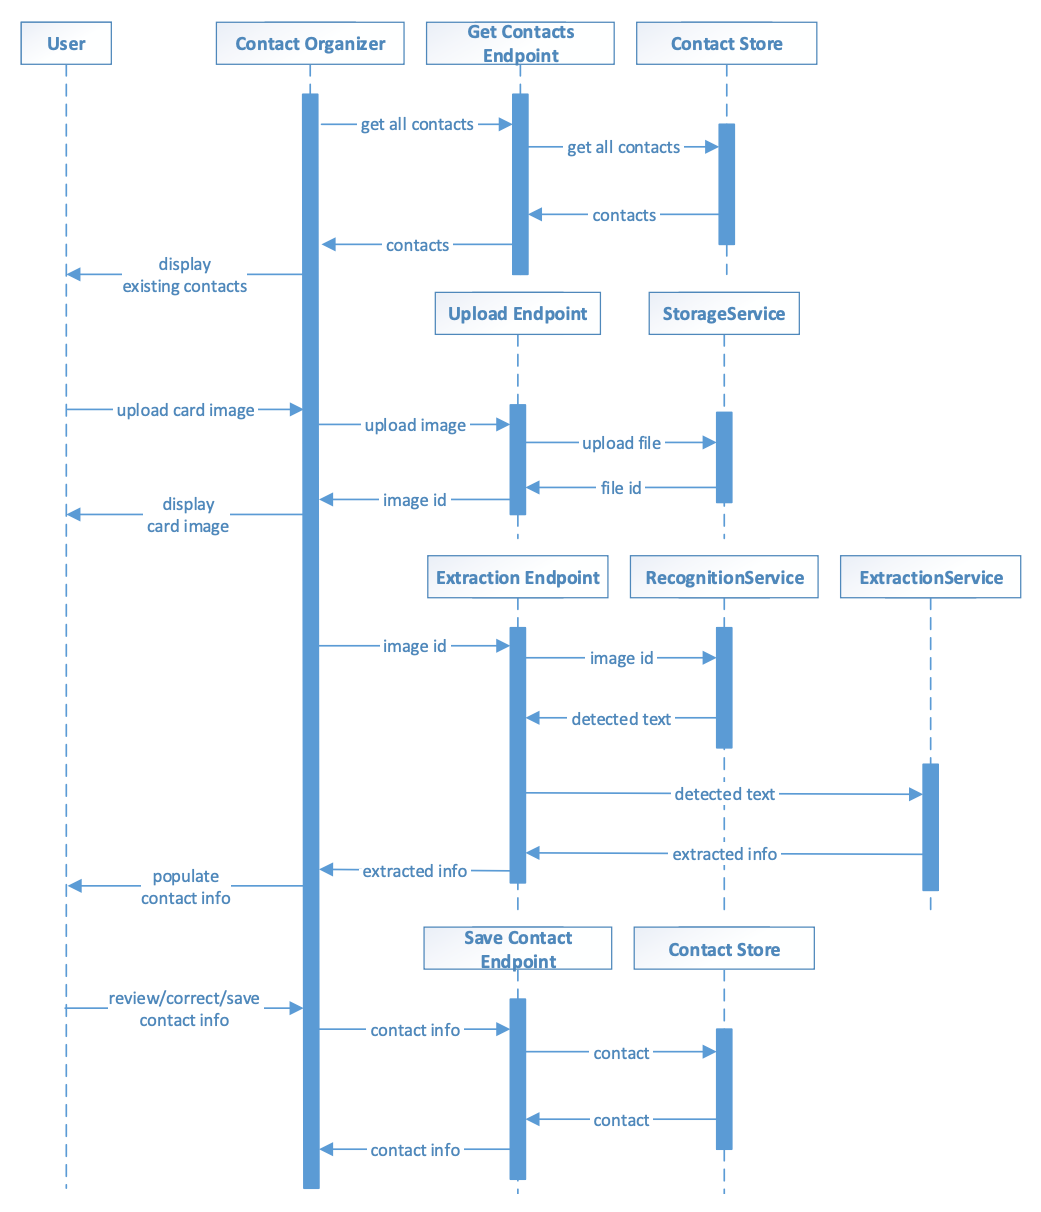 User
Contact Organizer
Get Contacts
Endpoint
Contact Store
get all contacts
get all contacts
contacts
contacts
display
existing contacts
Upload Endpoint
StorageService
upload card image
upload image
upload file
file id
image id
display
card image
Extraction Endpoint
RecognitionService
ExtractionService
image id
image id
detected text
detected text
extracted info
extracted info
populate
contact info
Save Contact
Endpoint
Contact Store
review/correct/save
contact info
contact info
contact
contact
contact info